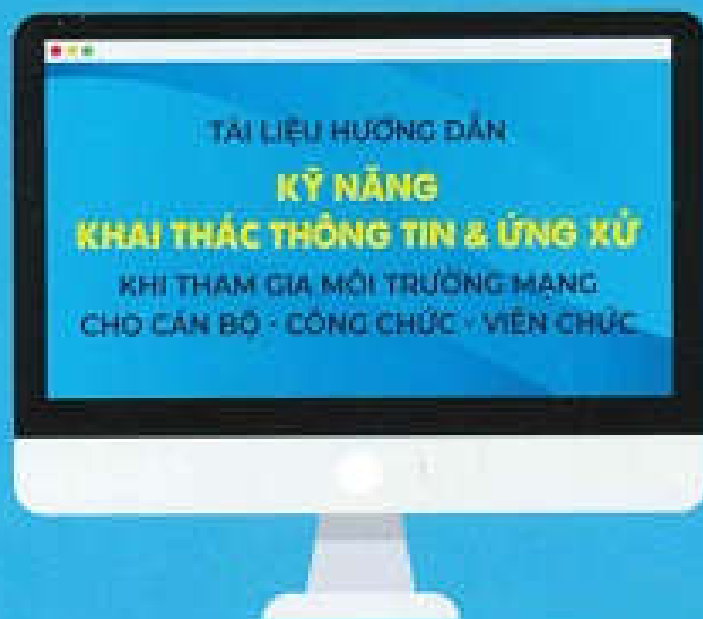 TÀI LIỆU HƯỚNG DẪN
KỸ NĂNG
KHAI THÁC THÔNG TIN & ỨNG XỬ
KHI THAM GIA MÔI TRƯỜNG MẠNG
CHO CÁN BỘ - CÔNG CHỨC - VIÊN CHỨC